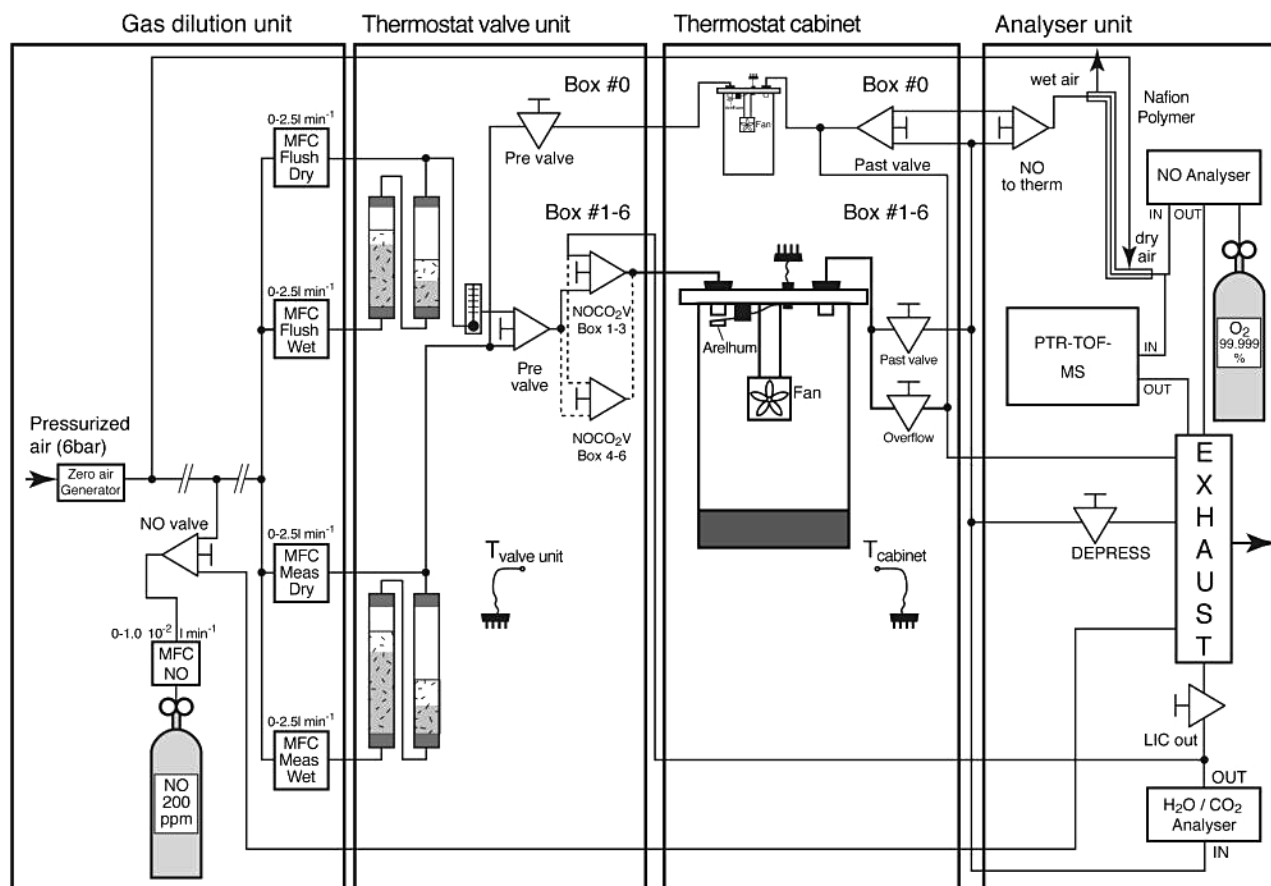 Gas dilution unit
Thermostat valve unit
Thermostat cabinet
Analyser unit
0-2.5l min⁻¹
MFC
Flush
Dry
0-2.5l min⁻¹
MFC
Flush
Wet
Pressurized
air (6bar)
Zero air
Generator
NO valve
0-2.5l min⁻¹
MFC
Meas
Dry
0-1.0 10⁻² l min⁻¹
MFC
NO
NO
200
ppm
0-2.5l min⁻¹
MFC
Meas
Wet
Box #0
Pre valve
Box #1-6
NOCO₂V
Box 1-3
Pre
valve
NOCO₂V
Box 4-6
T valve unit
Fan
Box #0
Past valve
Box #1-6
Arelhum
Fan
Past valve
Overflow
T cabinet
wet air
Nafion
Polymer
NO
to therm
NO Analyser
IN
OUT
dry
air
O₂
99.999
%
PTR-TOF-
MS
IN
OUT
EXHAUST
DEPRESS
LIC out
OUT
H₂O / CO₂
Analyser
IN